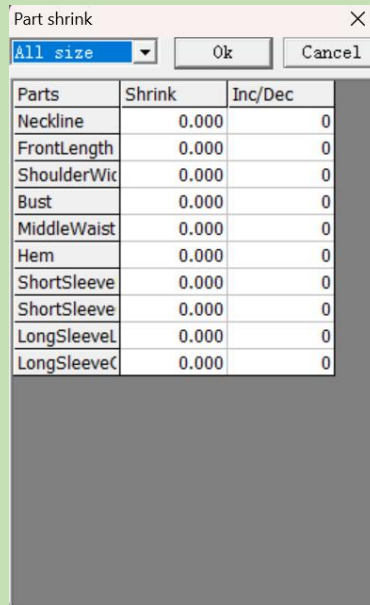 Part shrink
All size Ok Cancel
Parts Shrink Inc/Dec
Neckline 0.000 0
FrontLength 0.000 0
ShoulderWic 0.000 0
Bust 0.000 0
MiddleWaist 0.000 0
Hem 0.000 0
ShortSleeve 0.000 0
ShortSleeve 0.000 0
LongSleeveL 0.000 0
LongSleeveC 0.000 0